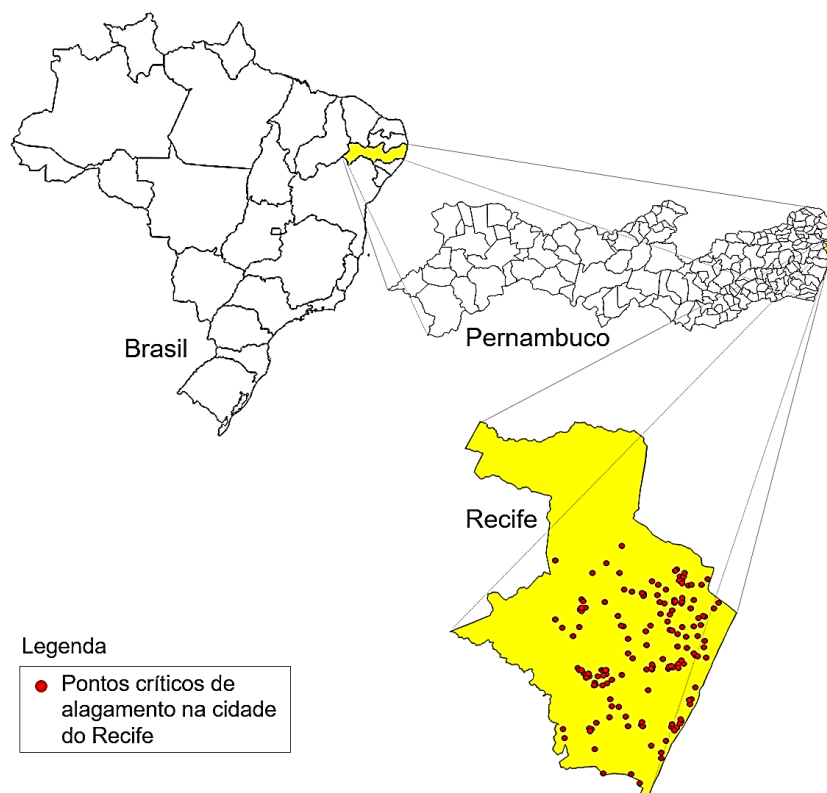 Brasil
Pernambuco
Recife
Legenda
Pontos críticos de
alagamento na cidade
do Recife